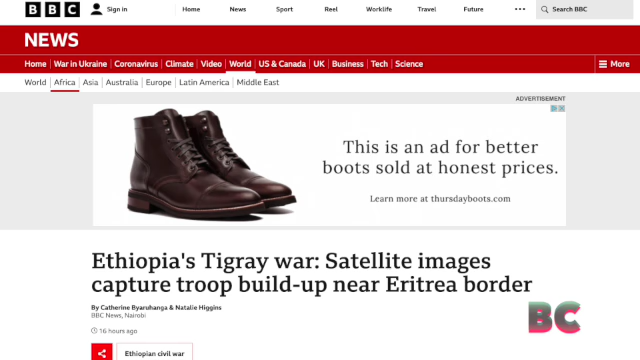 BBC Sign in Home News Sport Reel Worklife Travel Future ••• Search BBC
NEWS
Home War in Ukraine Coronavirus Climate Video World US & Canada UK Business Tech Science More
World Africa Asia Australia Europe Latin America Middle East
ADVERTISEMENT
This is an ad for better
boots sold at honest prices.
Learn more at thursdayboots.com
Ethiopia's Tigray war: Satellite images
capture troop build-up near Eritrea border
By Catherine Byaruhanga & Natalie Higgins
BBC News, Nairobi
16 hours ago
BC
Ethiopian civil war